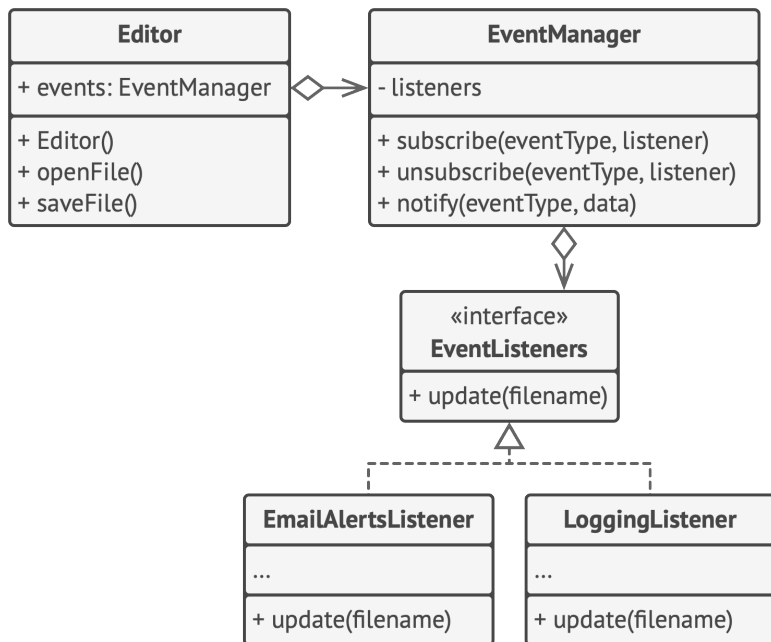 Editor
+ events: EventManager
+ Editor()
+ openFile()
+ saveFile()
EventManager
- listeners
+ subscribe(eventType, listener)
+ unsubscribe(eventType, listener)
+ notify(eventType, data)
«interface»
EventListeners
+ update(filename)
EmailAlertsListener
...
+ update(filename)
LoggingListener
...
+ update(filename)